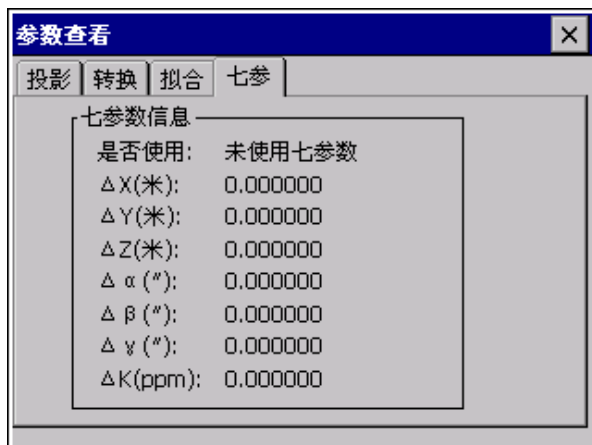 参数查看
投影 转换 拟合 七参
七参数信息
是否使用: 未使用七参数
ΔX(米): 0.000000
ΔY(米): 0.000000
ΔZ(米): 0.000000
Δα(″): 0.000000
Δβ(″): 0.000000
Δγ(″): 0.000000
ΔK(ppm): 0.000000